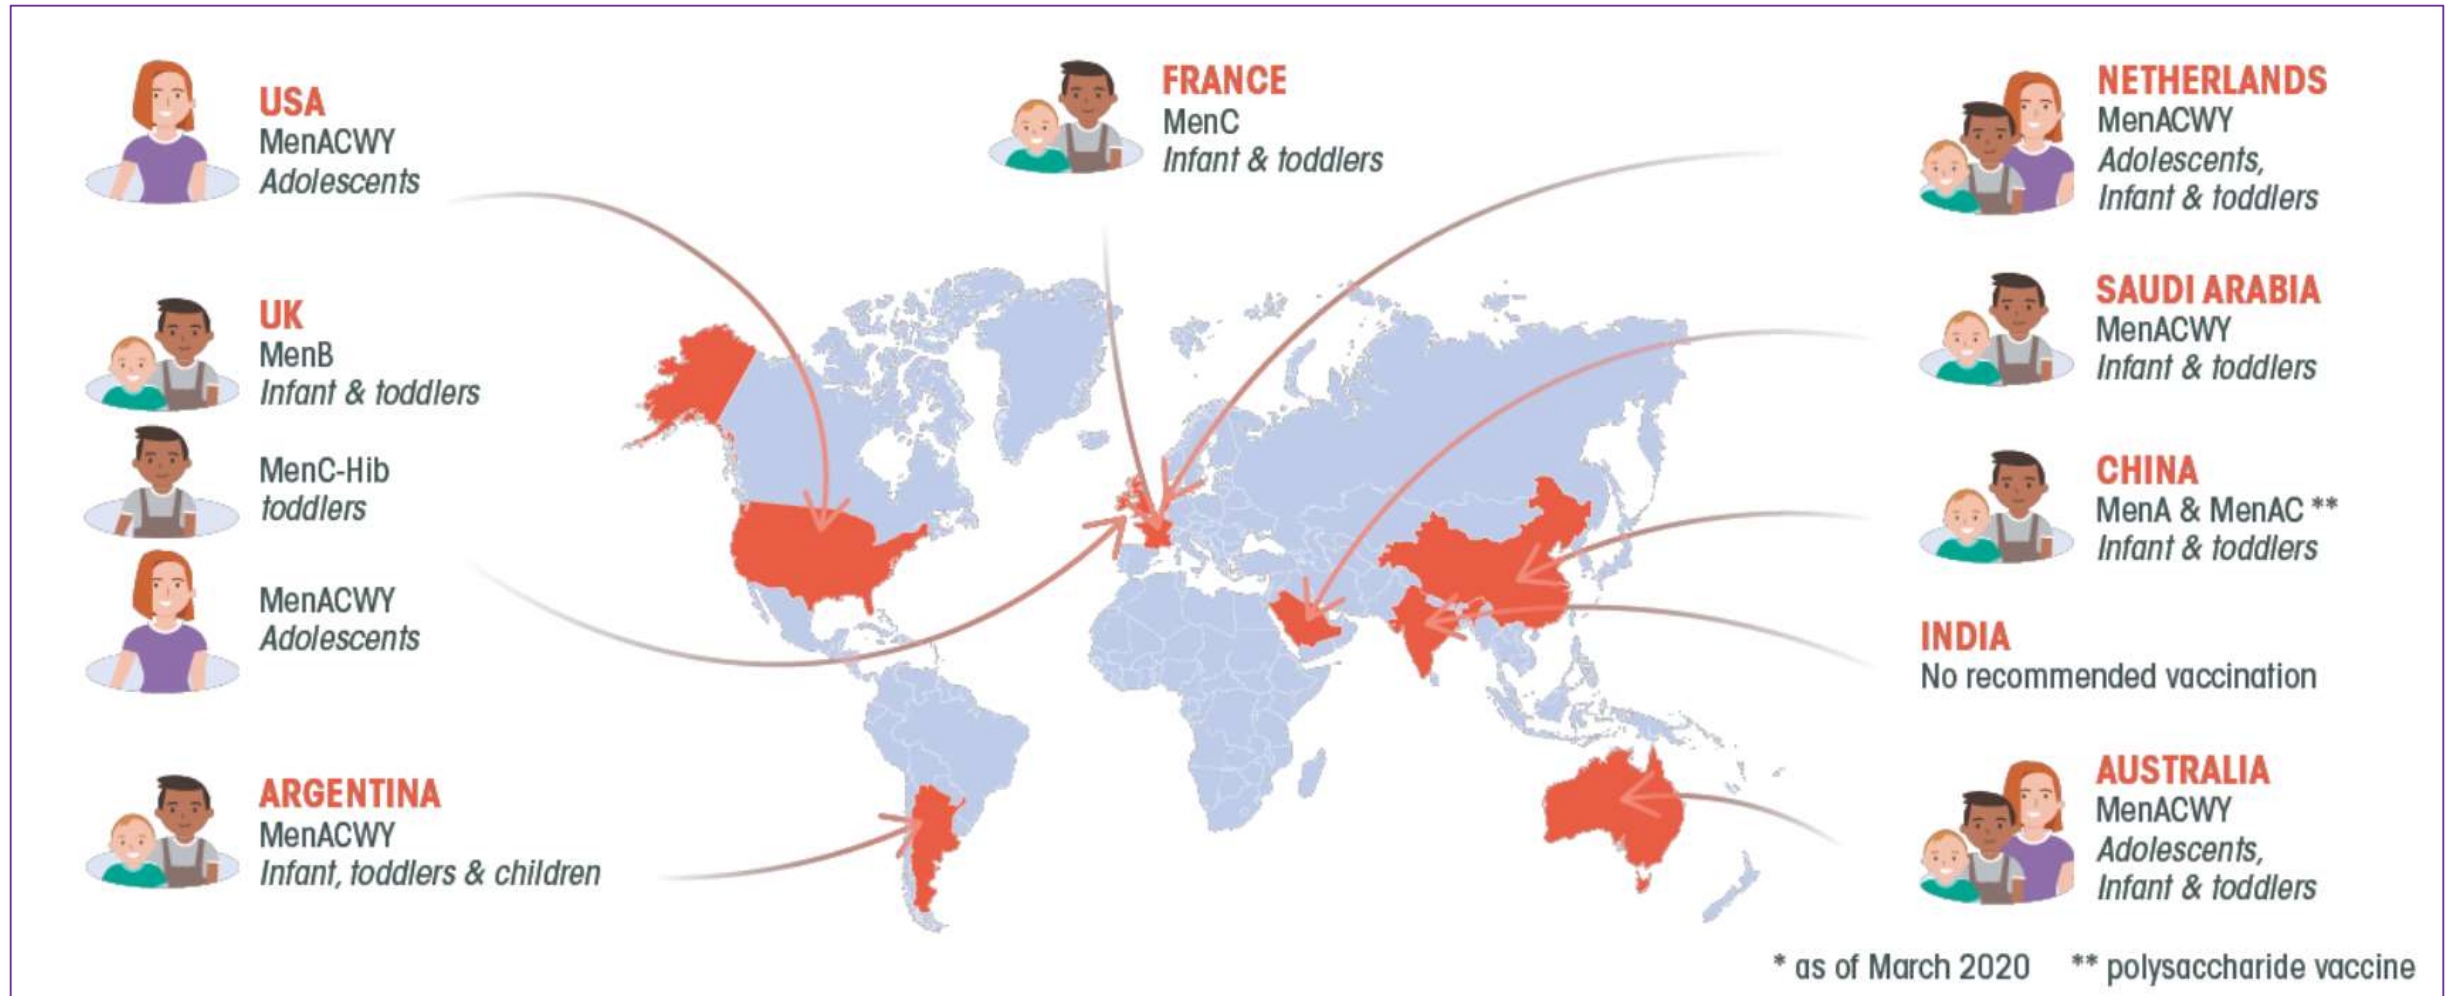 USA
MenACWY
Adolescents
UK
MenB
Infant & toddlers
MenC-Hib
toddlers
MenACWY
Adolescents
ARGENTINA
MenACWY
Infant, toddlers & children
FRANCE
MenC
Infant & toddlers
NETHERLANDS
MenACWY
Adolescents,
Infant & toddlers
SAUDI ARABIA
MenACWY
Infant & toddlers
CHINA
MenA & MenAC **
Infant & toddlers
INDIA
No recommended vaccination
AUSTRALIA
MenACWY
Adolescents,
Infant & toddlers
* as of March 2020 ** polysaccharide vaccine